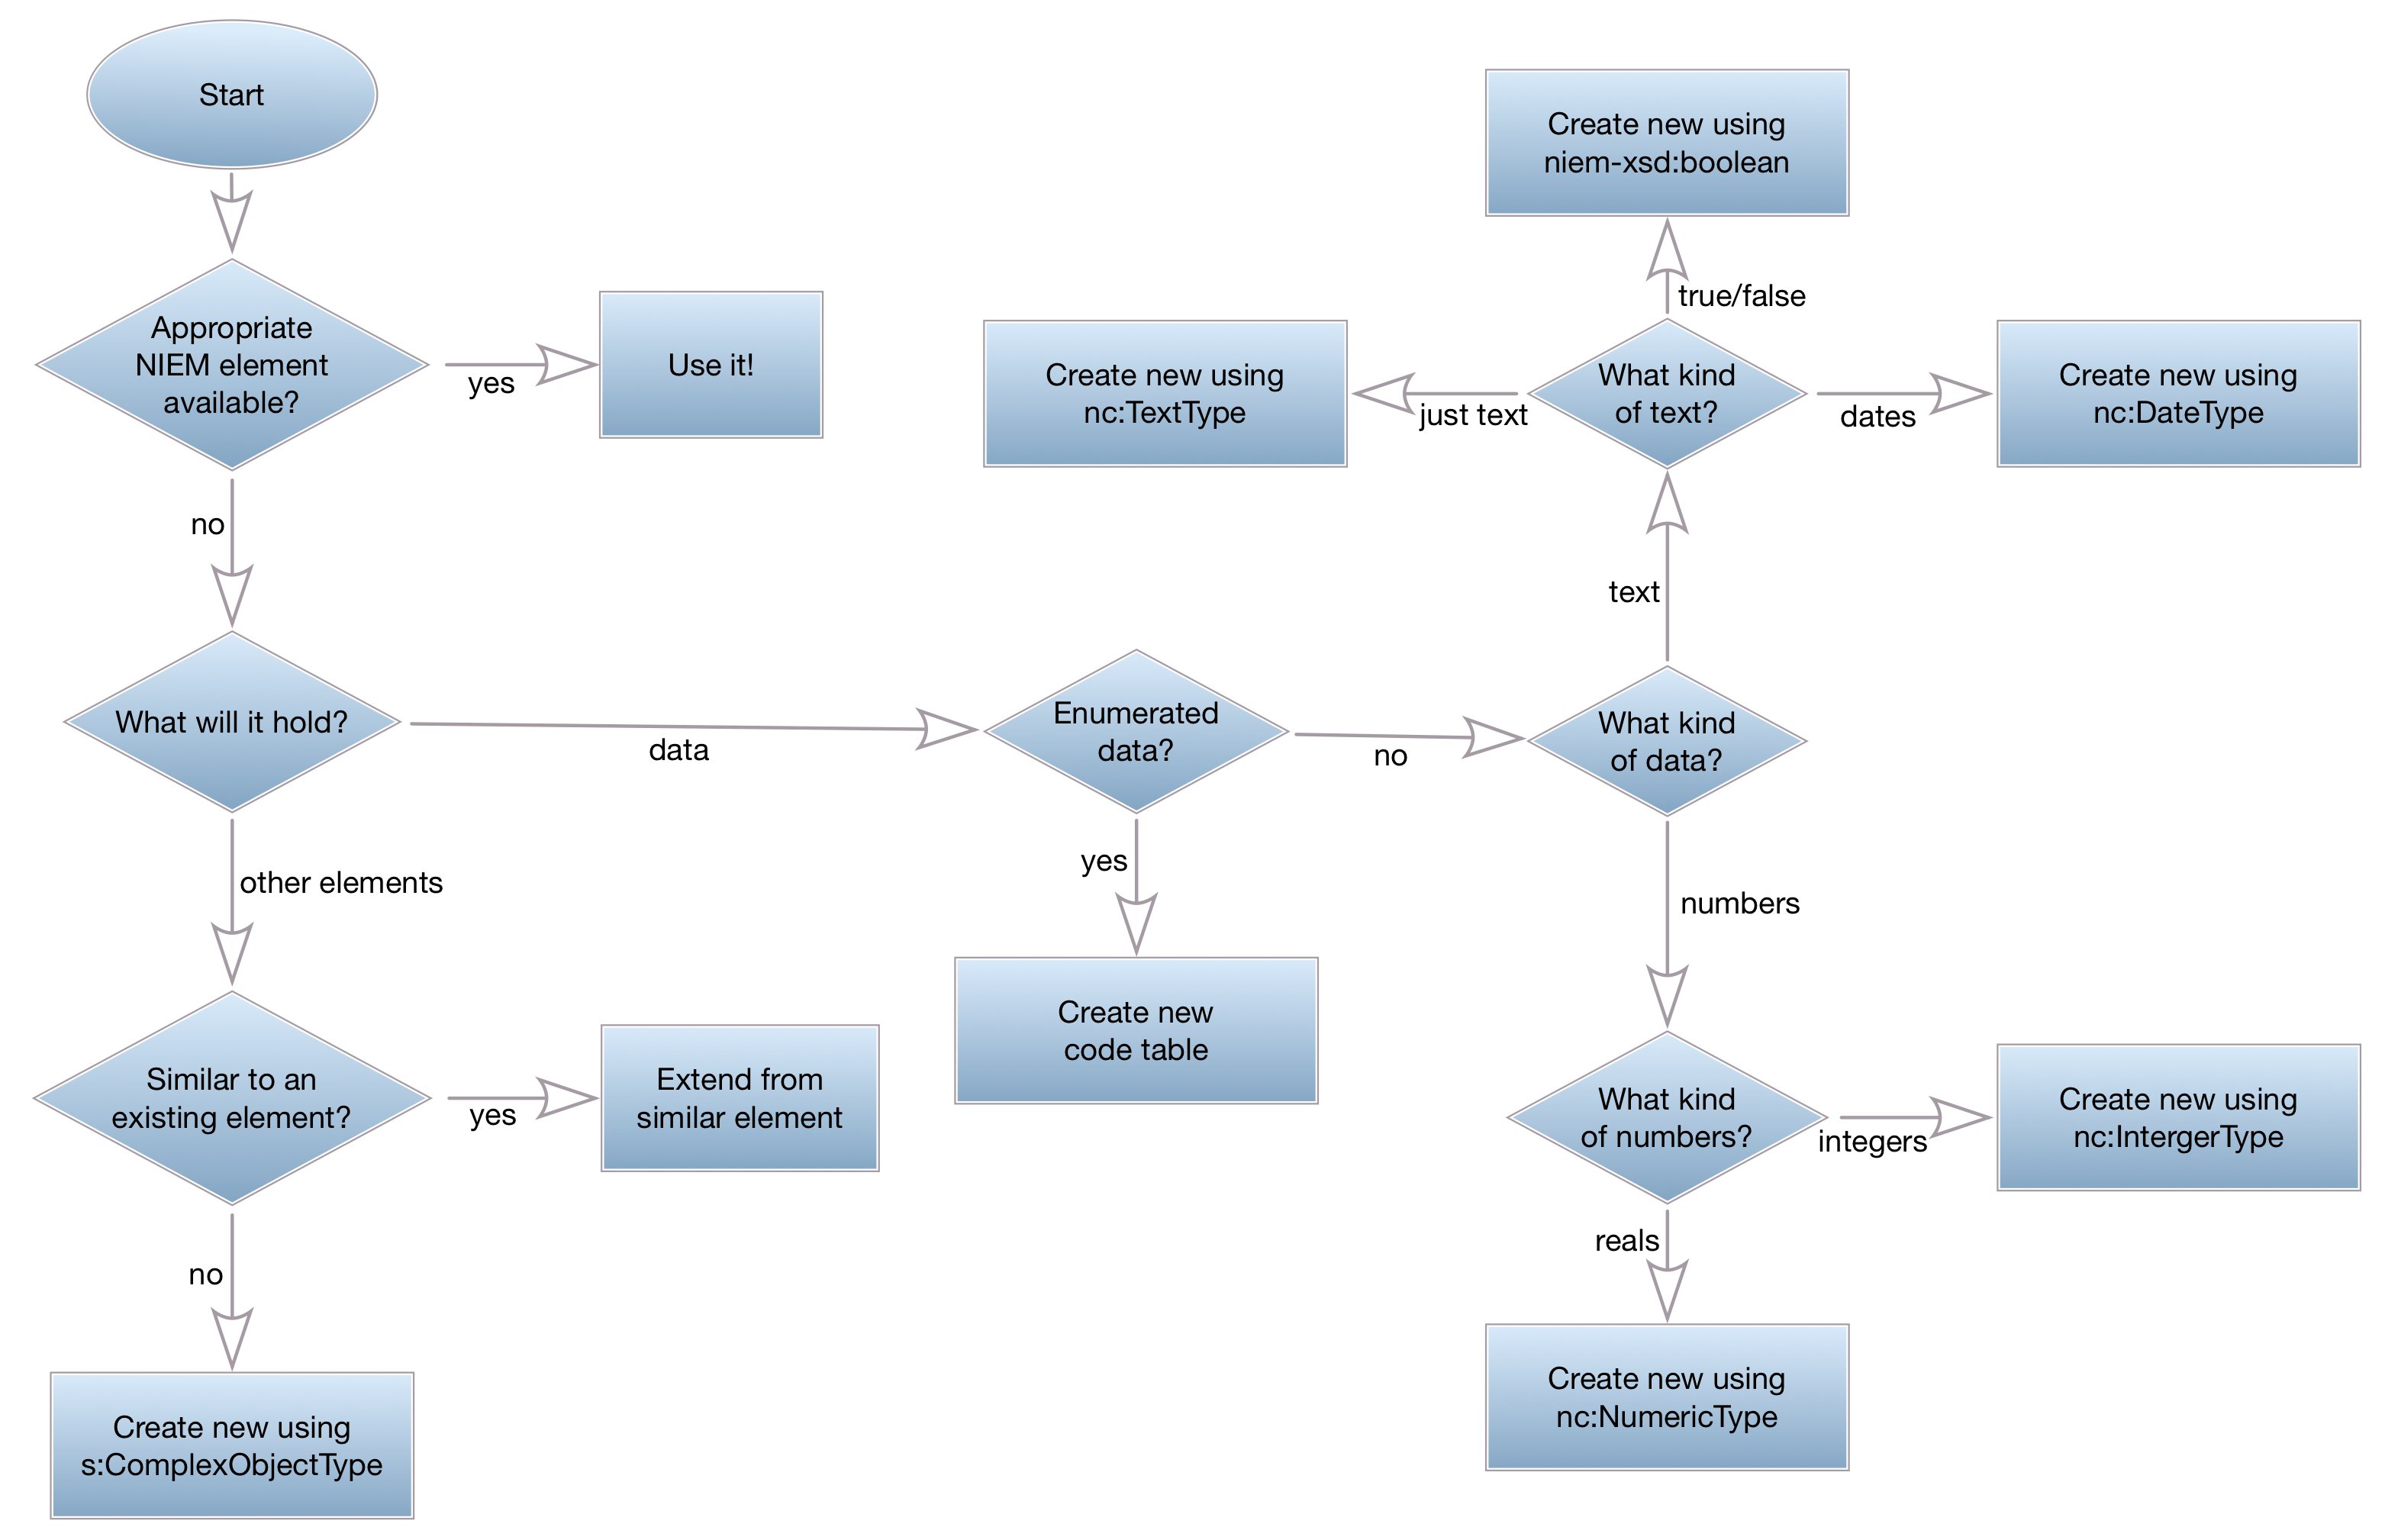 Start
Appropriate
NIEM element
available?
yes
Use it!
no
What will it hold?
data
other elements
Similar to an
existing element?
yes
Extend from
similar element
no
Create new using
s:ComplexObjectType
Enumerated
data?
no
yes
Create new
code table
What kind
of data?
text
What kind
of text?
true/false
Create new using
niem-xsd:boolean
just text
Create new using
nc:TextType
dates
Create new using
nc:DateType
numbers
What kind
of numbers?
integers
Create new using
nc:IntergerType
reals
Create new using
nc:NumericType